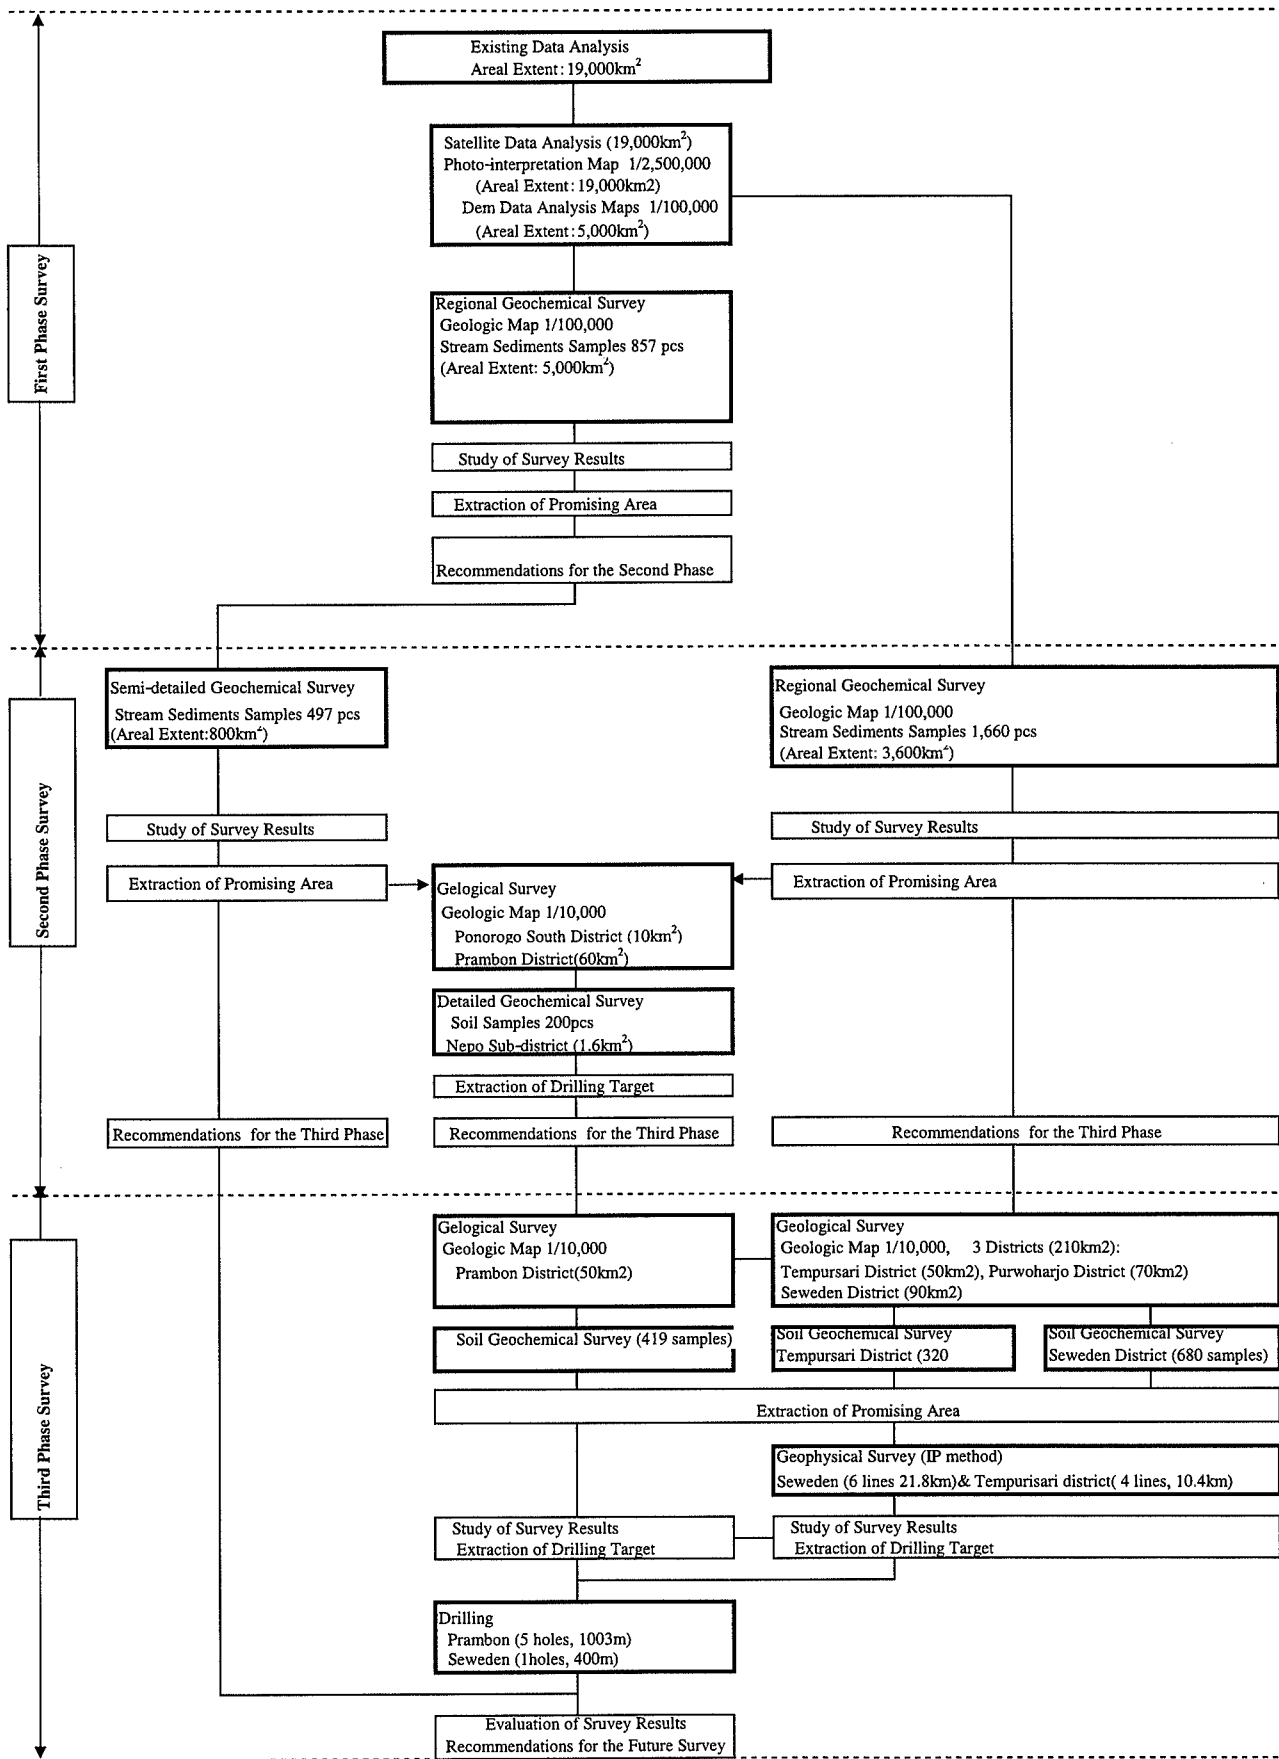 Existing Data Analysis
Areal Extent: 19,000km2
Satellite Data Analysis (19,000km2)
Photo-interpretation Map 1/2,500,000
(Areal Extent: 19,000km2)
Dem Data Analysis Maps 1/100,000
(Areal Extent: 5,000km2)
First Phase Survey
Regional Geochemical Survey
Geologic Map 1/100,000
Stream Sediments Samples 857 pcs
(Areal Extent: 5,000km2)
Study of Survey Results
Extraction of Promising Area
Recommendations for the Second Phase
Second Phase Survey
Semi-detailed Geochemical Survey
Stream Sediments Samples 497 pcs
(Areal Extent:800km2)
Regional Geochemical Survey
Geologic Map 1/100,000
Stream Sediments Samples 1,660 pcs
(Areal Extent: 3,600km2)
Study of Survey Results
Study of Survey Results
Extraction of Promising Area
Extraction of Promising Area
Gelogical Survey
Geologic Map 1/10,000
Ponorogo South District (10km2)
Prambon District(60km2)
Detailed Geochemical Survey
Soil Samples 200pcs
Nepo Sub-district (1.6km2)
Extraction of Drilling Target
Recommendations for the Third Phase
Recommendations for the Third Phase
Recommendations for the Third Phase
Third Phase Survey
Gelogical Survey
Geologic Map 1/10,000
Prambon District(50km2)
Geological Survey
Geologic Map 1/10,000, 3 Districts (210km2):
Tempursari District (50km2), Purwoharjo District (70km2)
Seweden District (90km2)
Soil Geochemical Survey (419 samples)
Soil Geochemical Survey
Tempursari District (320
Soil Geochemical Survey
Seweden District (680 samples)
Extraction of Promising Area
Geophysical Survey (IP method)
Seweden (6 lines 21.8km)& Tempurisari district( 4 lines, 10.4km)
Study of Survey Results
Extraction of Drilling Target
Study of Survey Results
Extraction of Drilling Target
Drilling
Prambon (5 holes, 1003m)
Seweden (1holes, 400m)
Evaluation of Sruvey Results
Recommendations for the Future Survey